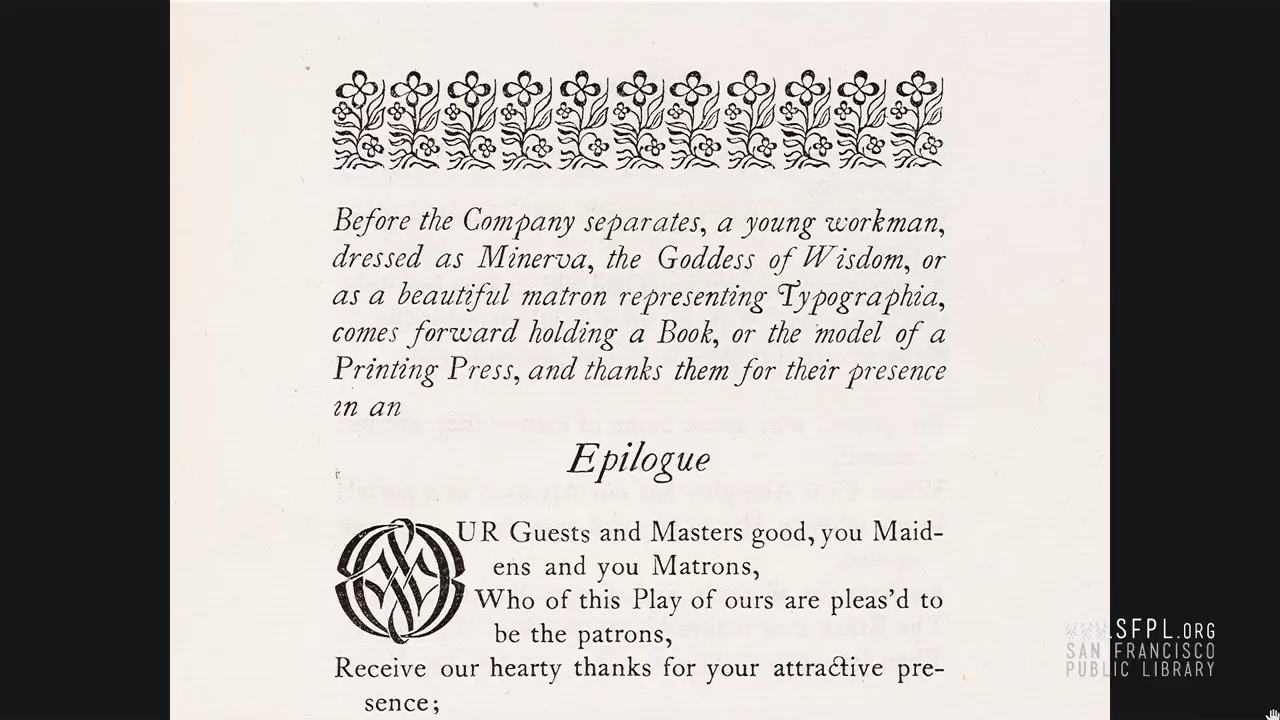 Before the Company separates, a young workman,
dressed as Minerva, the Goddess of Wisdom, or
as a beautiful matron representing Typographia,
comes forward holding a Book, or the model of a
Printing Press, and thanks them for their presence
in an
Epilogue
OUR Guests and Masters good, you Maid-
ens and you Matrons,
Who of this Play of ours are pleas'd to
be the patrons,
Receive our hearty thanks for your attractive pre-
sence;
WWW.SFPL.ORG
SAN FRANCISCO
PUBLIC LIBRARY